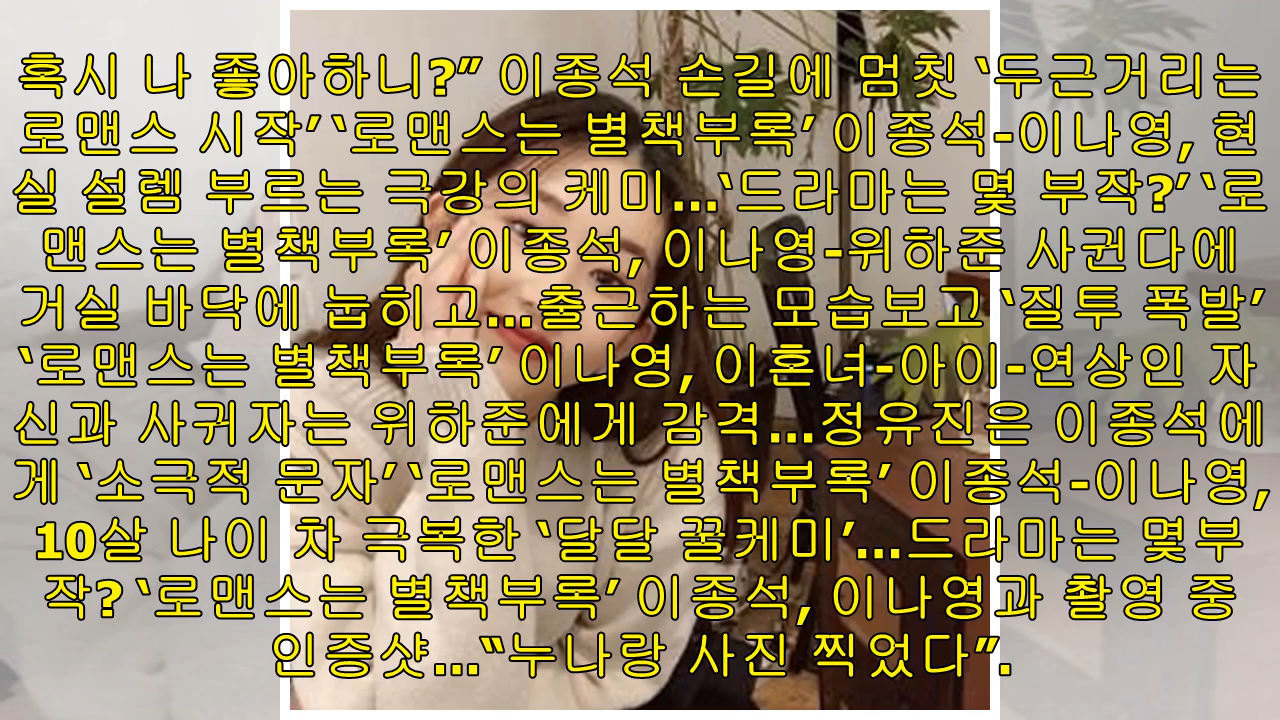 혹시 나 좋아하니?” 이종석 손길에 멈칫 ‘두근거리는
로맨스 시작’ ‘로맨스는 별책부록’ 이종석-이나영, 현
실 설렘 부르는 극강의 케미...‘드라마는 몇 부작?’ ‘로
맨스는 별책부록’ 이종석, 이나영-위하준 사귄다에
거실 바닥에 눕히고...출근하는 모습보고 ‘질투 폭발’
‘로맨스는 별책부록’ 이나영, 이혼녀-아이-연상인 자
신과 사귀자는 위하준에게 감격...정유진은 이종석에
게 ‘소극적 문자’ ‘로맨스는 별책부록’ 이종석-이나영,
10살 나이 차 극복한 ‘달달 꿀케미’...드라마는 몇부
작? ‘로맨스는 별책부록’ 이종석, 이나영과 촬영 중
인증샷...“누나랑 사진 찍었다”.